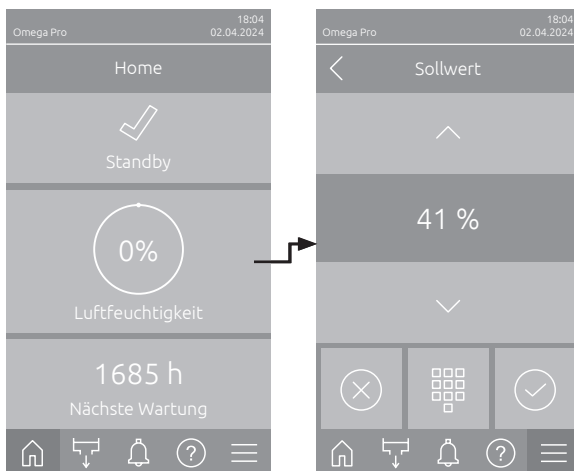 18:04
Omega Pro 02.04.2024
Home
Standby
0%
Luftfeuchtigkeit
1685 h
Nächste Wartung
?
18:04
Omega Pro 02.04.2024
Sollwert
41 %
?